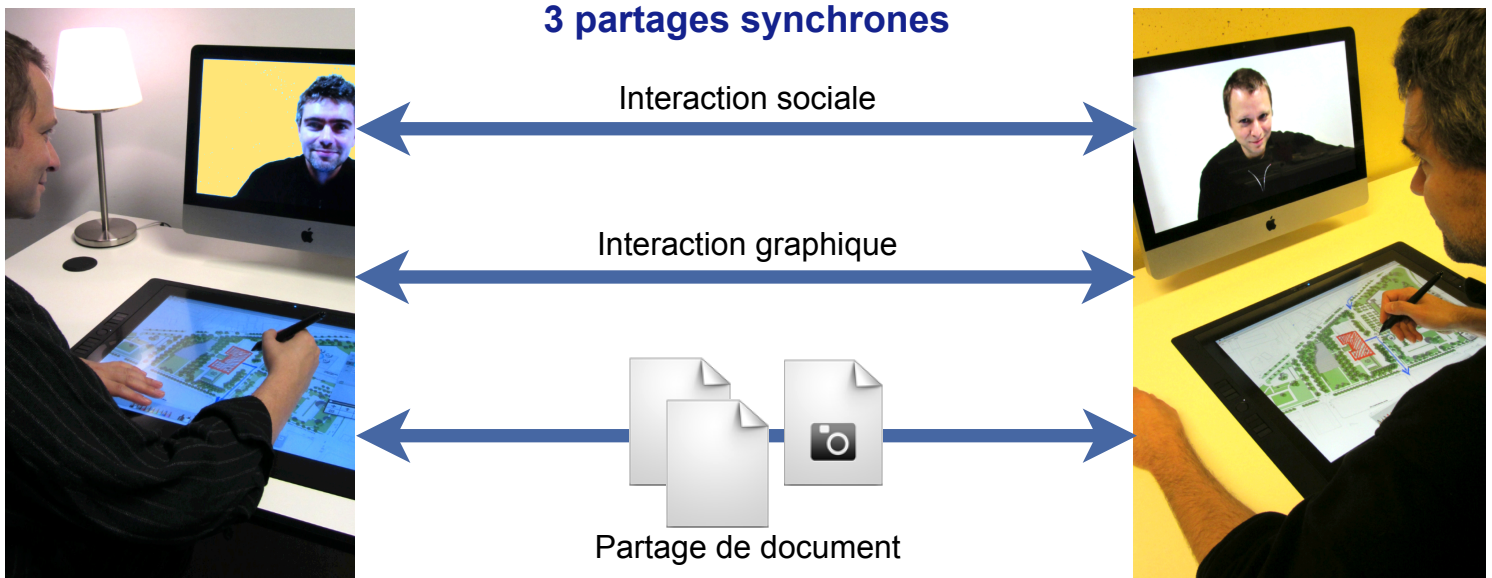 3 partages synchrones
Interaction sociale
Interaction graphique
Partage de document